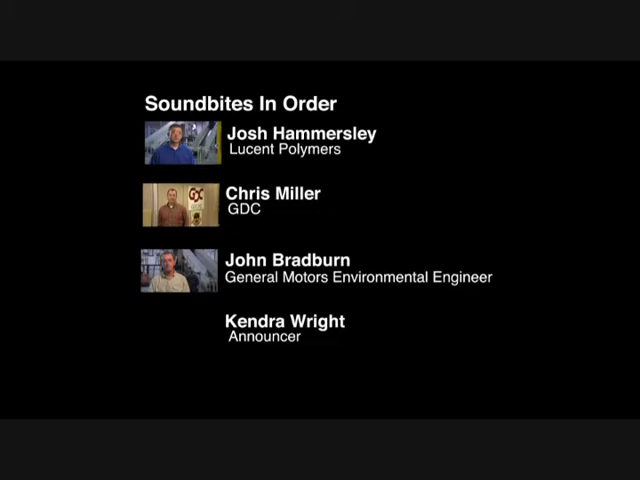 Soundbites In Order
Josh Hammersley
Lucent Polymers
Chris Miller
GDC
GDC
John Bradburn
General Motors Environmental Engineer
Kendra Wright
Announcer